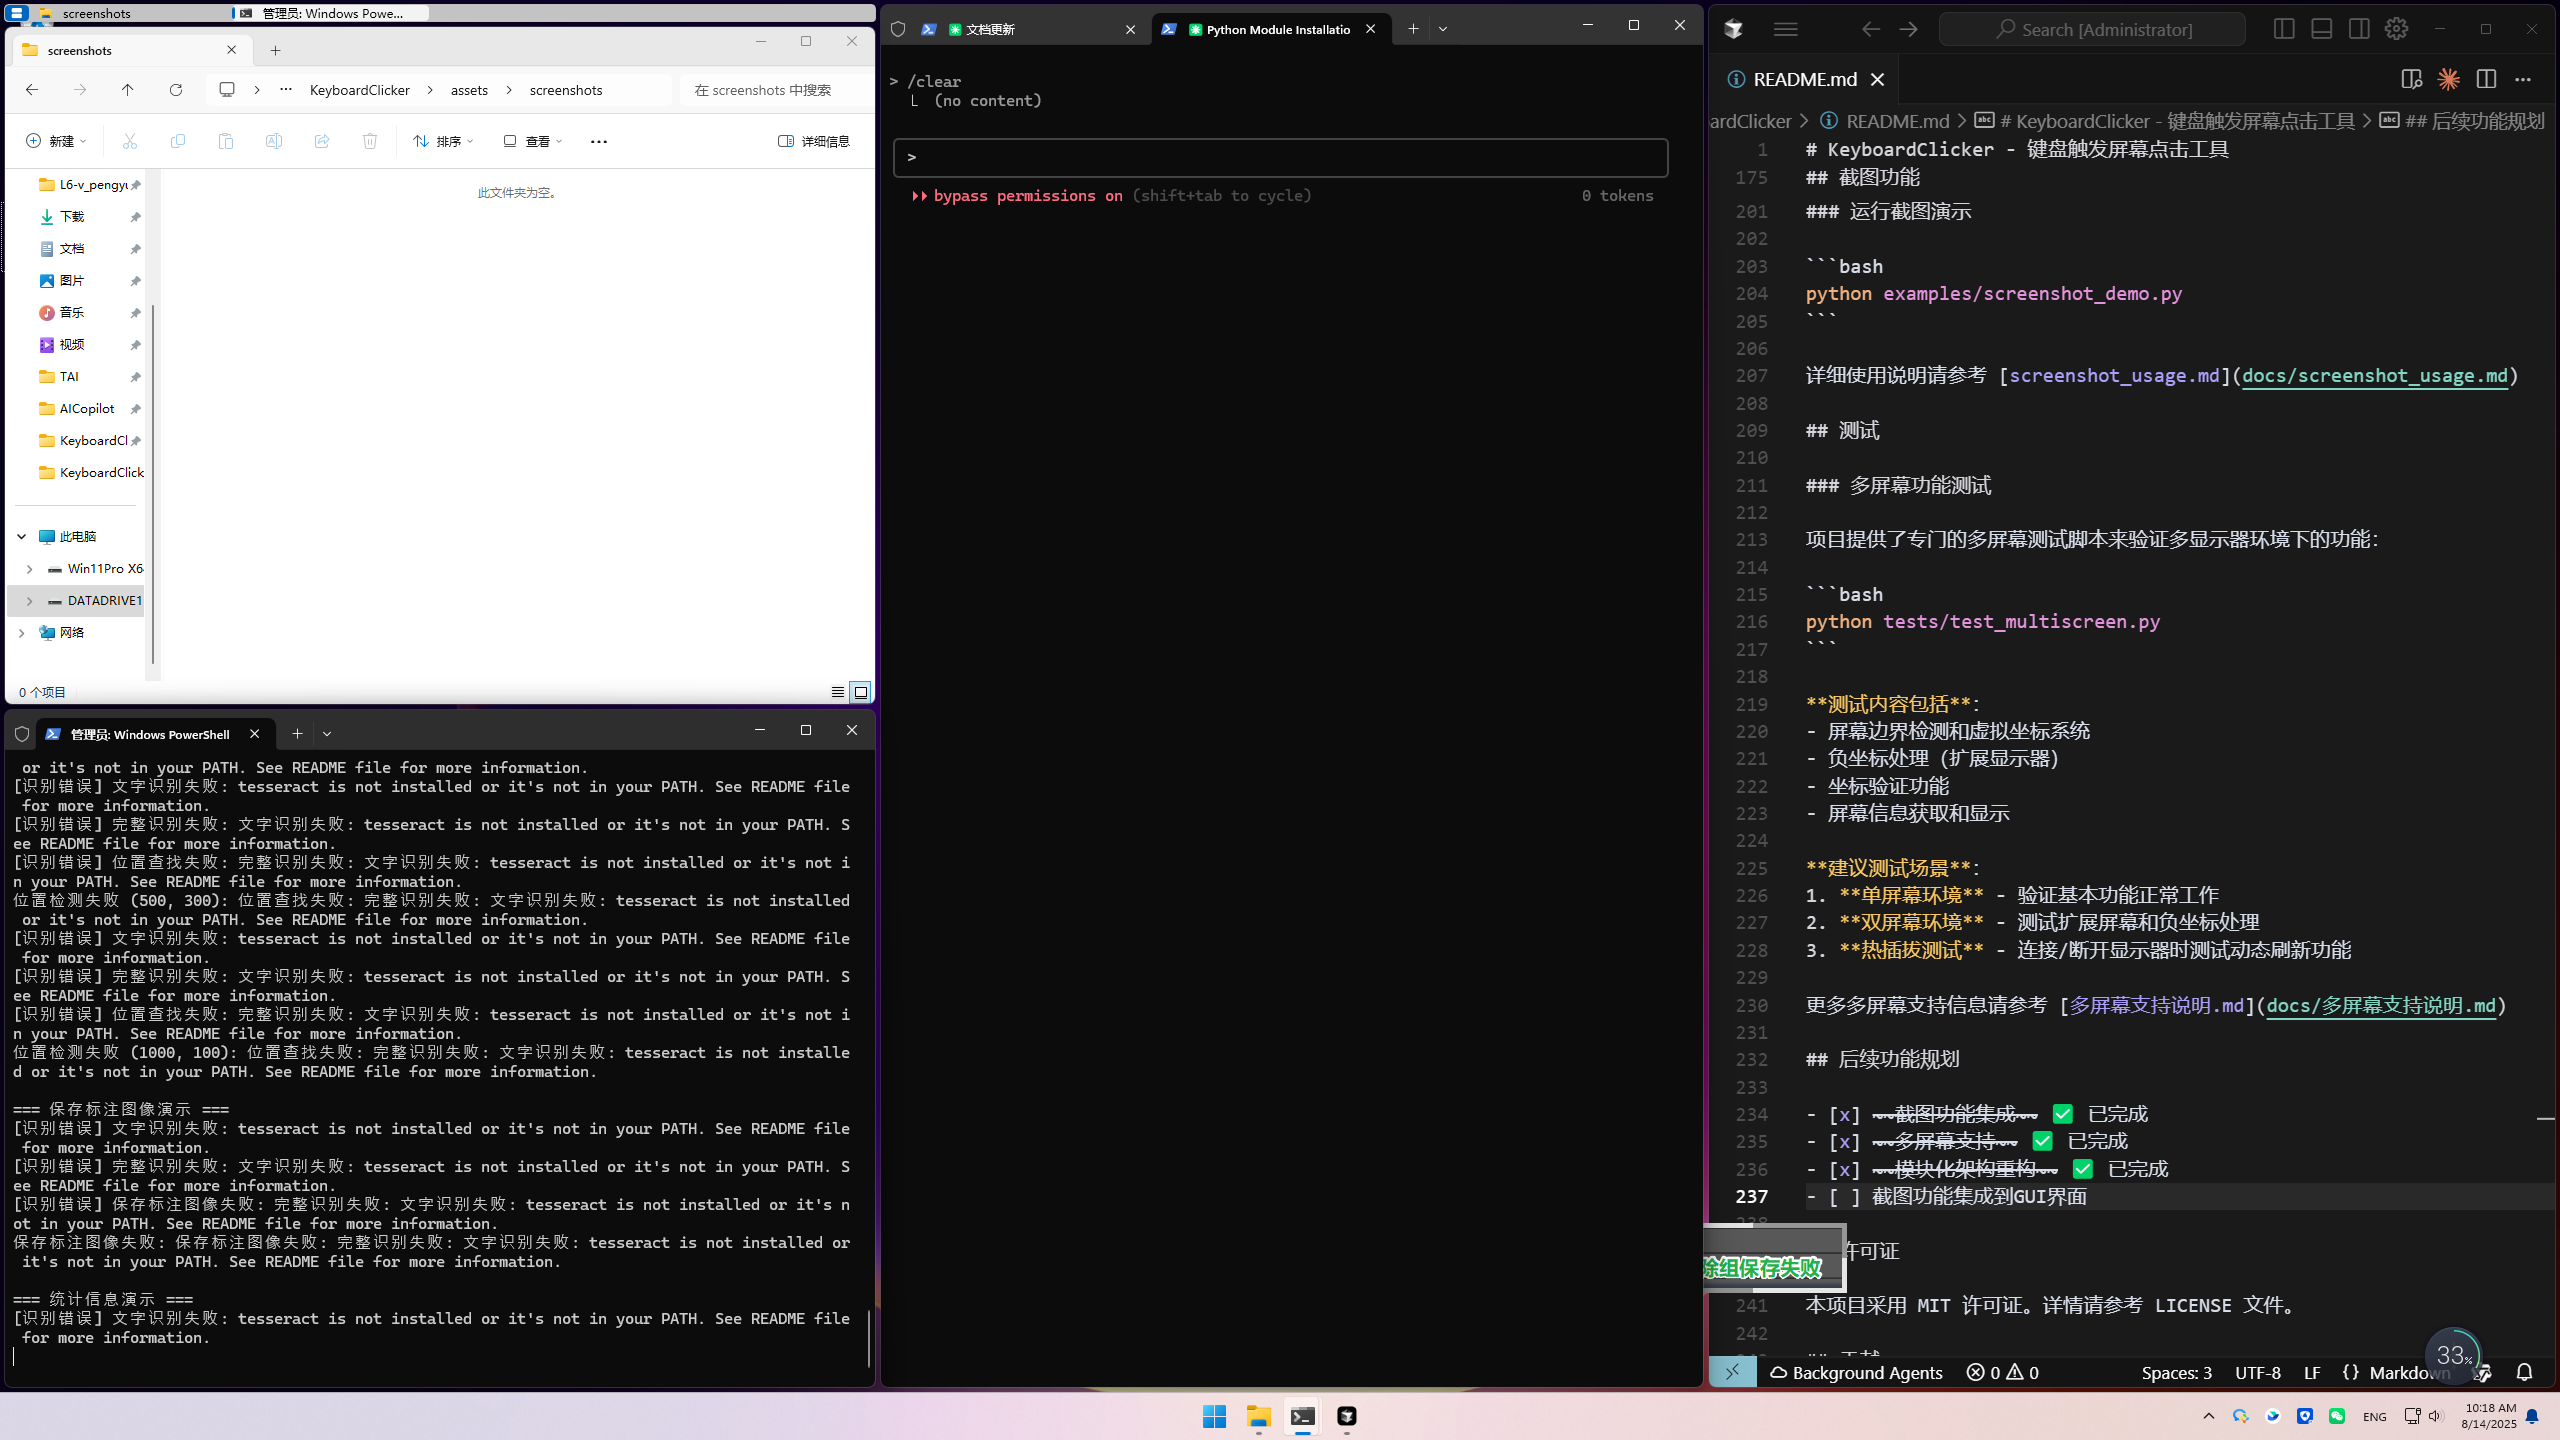 screenshots
管理员: Windows Powe...
screenshots
KeyboardClicker
assets
screenshots
在 screenshots 中搜索
新建
排序
查看
详细信息
L6-v_pengyu
下载
文档
图片
音乐
视频
TAI
AICopilot
KeyboardCl
KeyboardClick
此电脑
Win11Pro X6
DATADRIVE1
网络
此文件夹为空。
0 个项目
管理员: Windows PowerShell
or it's not in your PATH. See README file for more information.
[识别错误] 文字识别失败: tesseract is not installed or it's not in your PATH. See README file
for more information.
[识别错误] 完整识别失败: 文字识别失败: tesseract is not installed or it's not in your PATH. S
ee README file for more information.
[识别错误] 位置查找失败: 完整识别失败: 文字识别失败: tesseract is not installed or it's not i
n your PATH. See README file for more information.
位置检测失败 (500, 300): 位置查找失败: 完整识别失败: 文字识别失败: tesseract is not installed
or it's not in your PATH. See README file for more information.
[识别错误] 文字识别失败: tesseract is not installed or it's not in your PATH. See README file
for more information.
[识别错误] 完整识别失败: 文字识别失败: tesseract is not installed or it's not in your PATH. S
ee README file for more information.
[识别错误] 位置查找失败: 完整识别失败: 文字识别失败: tesseract is not installed or it's not i
n your PATH. See README file for more information.
位置检测失败 (1000, 100): 位置查找失败: 完整识别失败: 文字识别失败: tesseract is not installe
d or it's not in your PATH. See README file for more information.
=== 保存标注图像演示 ===
[识别错误] 文字识别失败: tesseract is not installed or it's not in your PATH. See README file
for more information.
[识别错误] 完整识别失败: 文字识别失败: tesseract is not installed or it's not in your PATH. S
ee README file for more information.
[识别错误] 保存标注图像失败: 完整识别失败: 文字识别失败: tesseract is not installed or it's n
ot in your PATH. See README file for more information.
保存标注图像失败: 保存标注图像失败: 完整识别失败: 文字识别失败: tesseract is not installed or
it's not in your PATH. See README file for more information.
=== 统计信息演示 ===
[识别错误] 文字识别失败: tesseract is not installed or it's not in your PATH. See README file
for more information.
文档更新
Python Module Installatio
> /clear
└ (no content)
>
bypass permissions on (shift+tab to cycle)
0 tokens
Search [Administrator]
README.md
ardClicker > README.md > # KeyboardClicker - 键盘触发屏幕点击工具 > ## 后续功能规划
1 # KeyboardClicker - 键盘触发屏幕点击工具
175 ## 截图功能
201 ### 运行截图演示
202
203 ```bash
204 python examples/screenshot_demo.py
205 ```
206
207 详细使用说明请参考 [screenshot_usage.md](docs/screenshot_usage.md)
208
209 ## 测试
210
211 ### 多屏幕功能测试
212
213 项目提供了专门的多屏幕测试脚本来验证多显示器环境下的功能:
214
215 ```bash
216 python tests/test_multiscreen.py
217 ```
218
219 **测试内容包括**:
220 - 屏幕边界检测和虚拟坐标系统
221 - 负坐标处理 (扩展显示器)
222 - 坐标验证功能
223 - 屏幕信息获取和显示
224
225 **建议测试场景**:
226 1. **单屏幕环境** - 验证基本功能正常工作
227 2. **双屏幕环境** - 测试扩展屏幕和负坐标处理
228 3. **热插拔测试** - 连接/断开显示器时测试动态刷新功能
229
230 更多多屏幕支持信息请参考 [多屏幕支持说明.md](docs/多屏幕支持说明.md)
231
232 ## 后续功能规划
233
234 - [x] ~~截图功能集成~~ ✅ 已完成
235 - [x] ~~多屏幕支持~~ ✅ 已完成
236 - [x] ~~模块化架构重构~~ ✅ 已完成
237 - [ ] 截图功能集成到GUI界面
许可证
除组保存失败
241 本项目采用 MIT 许可证。详情请参考 LICENSE 文件。
242
33%
Background Agents
0
0
Spaces: 3
UTF-8
LF
Markdown
ENG
10:18 AM
8/14/2025